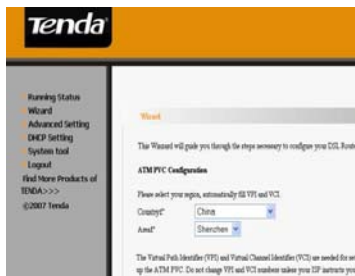 Tenda
Running Status
Wizard
Advanced Setting
DHCP Setting
System tool
Logout
Find More Products of
TENDA>>>
©2007 Tenda
Wizard
This Wizard will guide you through the steps necessary to configure your DSL Route
ATM PVC Configuration
Please select your region, automatically fill VPI and VCI.
China
Shenzhen
The Virtual Path Identifier (VPI) and Virtual Channel Identifier (VCI) are needed for se
up the ATM PVC. Do not change VPI and VCI numbers unless your ISP instructs yo